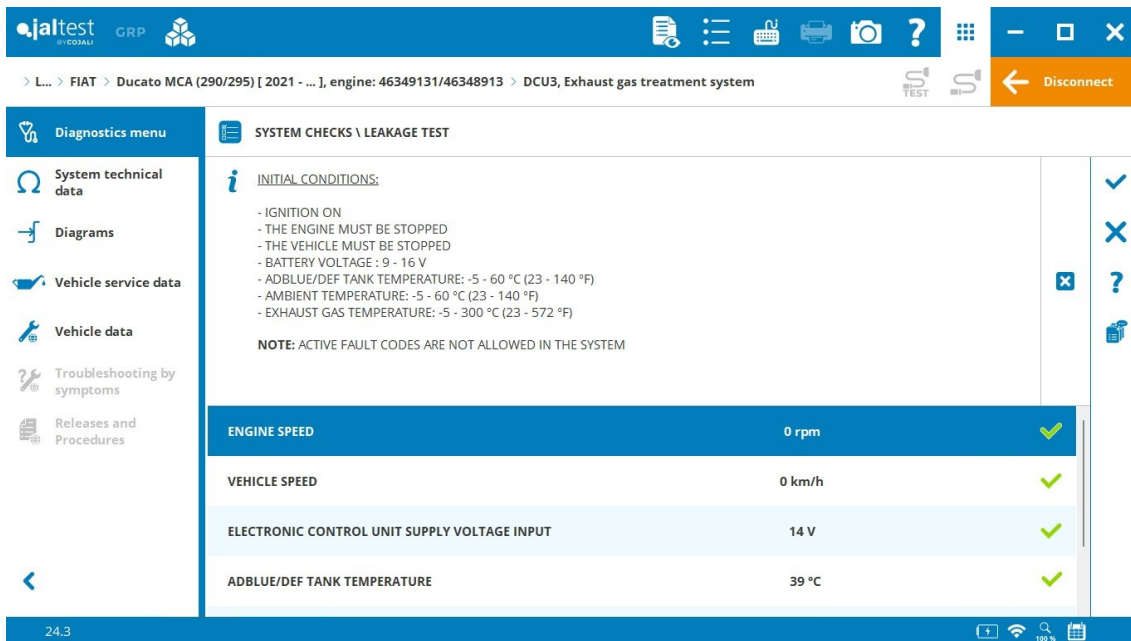 jaltest
BY COJALI
GRP
TEST
> L... > FIAT > Ducato MCA (290/295) [ 2021 - ... ], engine: 46349131/46348913 > DCU3, Exhaust gas treatment system
Disconnect
Diagnostics menu
System technical
data
Diagrams
Vehicle service data
Vehicle data
Troubleshooting by
symptoms
Releases and
Procedures
SYSTEM CHECKS \ LEAKAGE TEST
INITIAL CONDITIONS:
- IGNITION ON
- THE ENGINE MUST BE STOPPED
- THE VEHICLE MUST BE STOPPED
- BATTERY VOLTAGE : 9 - 16 V
- ADBLUE/DEF TANK TEMPERATURE: -5 - 60 °C (23 - 140 °F)
- AMBIENT TEMPERATURE: -5 - 60 °C (23 - 140 °F)
- EXHAUST GAS TEMPERATURE: -5 - 300 °C (23 - 572 °F)
NOTE: ACTIVE FAULT CODES ARE NOT ALLOWED IN THE SYSTEM
ENGINE SPEED 0 rpm
VEHICLE SPEED 0 km/h
ELECTRONIC CONTROL UNIT SUPPLY VOLTAGE INPUT 14 V
ADBLUE/DEF TANK TEMPERATURE 39 °C
24.3
100 %